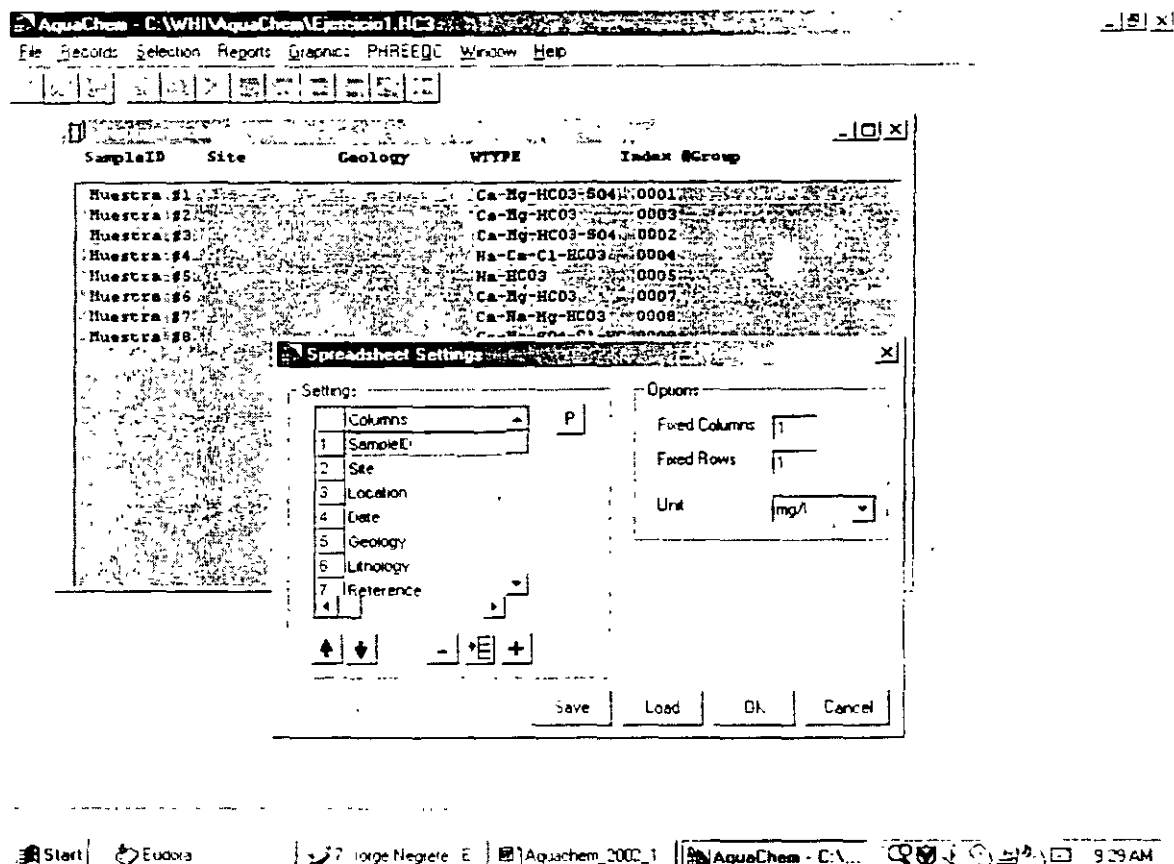 AquaChem - C:\WHI\AquaChem\Ejercicio1.HC3
File Records Selection Reports Graphics PHREEQC Window Help
SampleID Site Geology WTYPE Index @Group
Muestra #1 Ca-Mg-HCO3-SO4 0001
Muestra #2 Ca-Mg-HCO3 0003
Muestra #3 Ca-Mg-HCO3-SO4 0002
Muestra #4 Na-Ca-Cl-HCO3 0004
Muestra #5 Na-HCO3 0005
Muestra #6 Ca-Mg-HCO3 0007
Muestra #7 Ca-Na-Mg-HCO3 0008
Muestra #8
Spreadsheet Settings
Settings
Columns
P
1 SampleID
2 Site
3 Location
4 Date
5 Geology
6 Lithology
7 Reference
- +
Options
Fixed Columns 1
Fixed Rows 1
Unit mg/l
Save Load OK Cancel
Start Eudora Jorge Negrete E Aquachem_2002_1 AquaChem - C:\... 9:29 AM